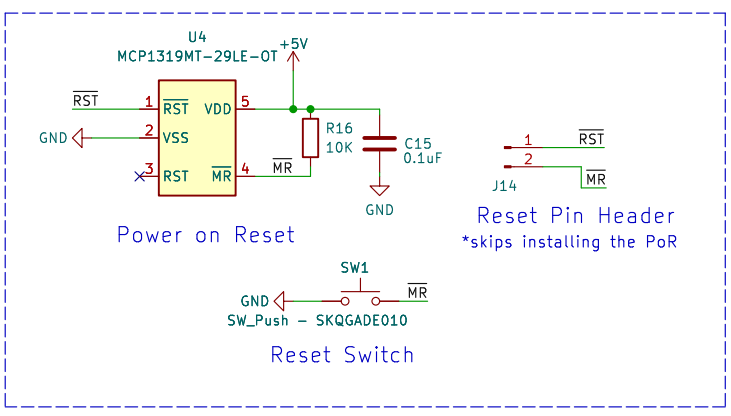 U4
MCP1319MT-29LE-OT
+5V
RST
1
RST
VDD
5
GND
2
VSS
3
RST
MR
4
MR
R16
10K
C15
0.1uF
GND
Power on Reset
1
RST
2
MR
J14
Reset Pin Header
*skips installing the PoR
SW1
GND
MR
SW_Push - SKQGADE010
Reset Switch